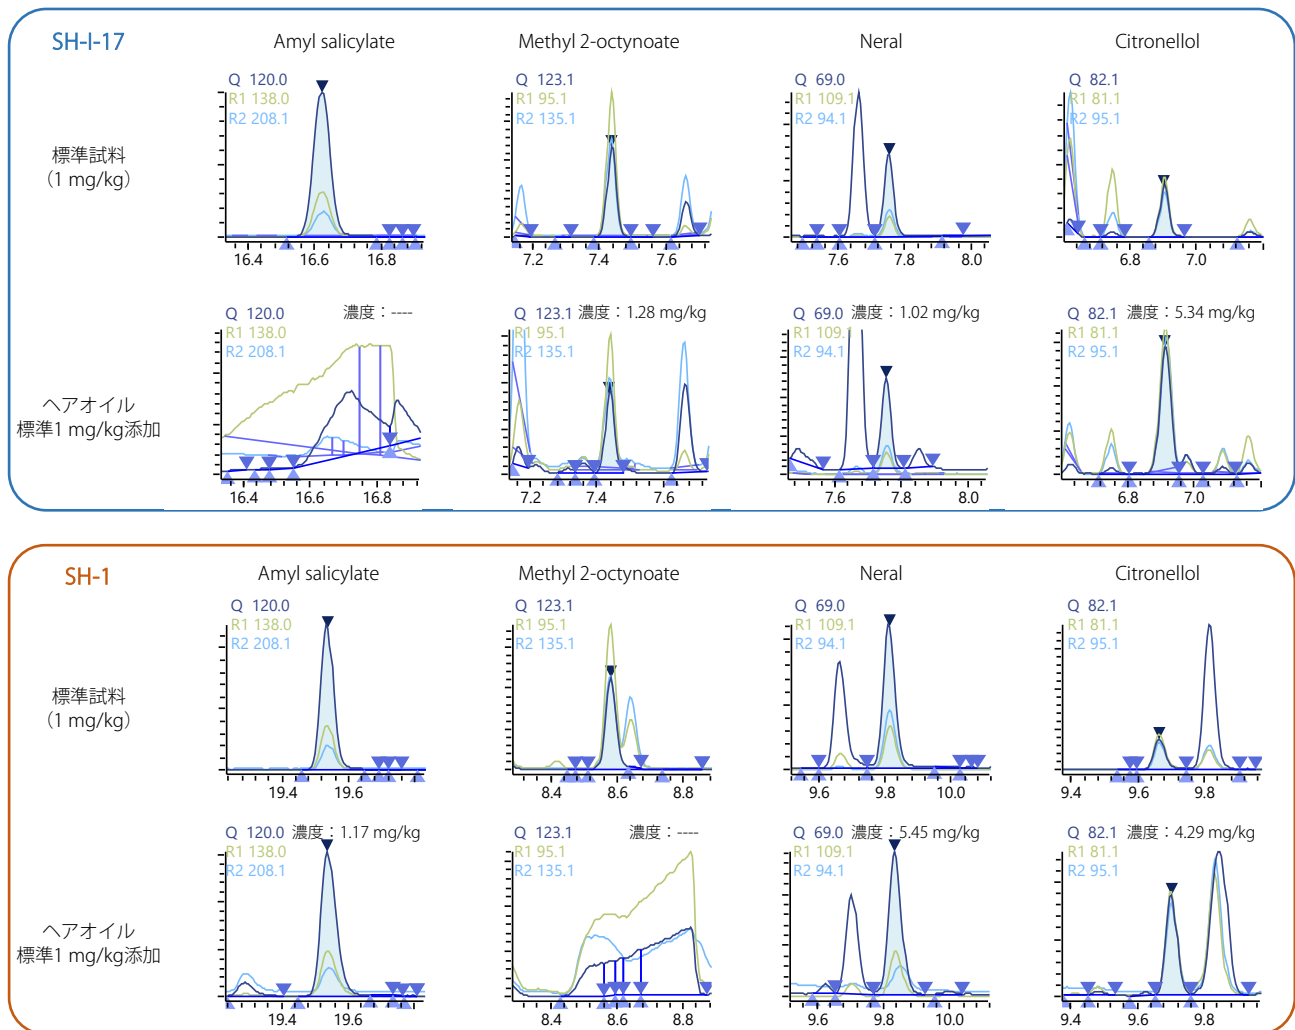 SH-I-17
Amyl salicylate
Methyl 2-octynoate
Neral
Citronellol
標準試料
（1 mg/kg）
Q 120.0
R1 138.0
R2 208.1
16.4 16.6 16.8
Q 123.1
R1 95.1
R2 135.1
7.2 7.4 7.6
Q 69.0
R1 109.1
R2 94.1
7.6 7.8 8.0
Q 82.1
R1 81.1
R2 95.1
6.8 7.0
ヘアオイル
標準1 mg/kg添加
Q 120.0 濃度：----
R1 138.0
R2 208.1
16.4 16.6 16.8
Q 123.1 濃度：1.28 mg/kg
R1 95.1
R2 135.1
7.2 7.4 7.6
Q 69.0 濃度：1.02 mg/kg
R1 109.
R2 94.1
7.6 7.8 8.0
Q 82.1 濃度：5.34 mg/kg
R1 81.1
R2 95.1
6.8 7.0
SH-1
Amyl salicylate
Methyl 2-octynoate
Neral
Citronellol
標準試料
（1 mg/kg）
Q 120.0
R1 138.0
R2 208.1
19.4 19.6
Q 123.1
R1 95.1
R2 135.1
8.4 8.6 8.8
Q 69.0
R1 109.1
R2 94.1
9.6 9.8 10.0
Q 82.1
R1 81.1
R2 95.1
9.4 9.6 9.8
ヘアオイル
標準1 mg/kg添加
Q 120.0 濃度：1.17 mg/kg
R1 138.0
R2 208.1
19.4 19.6
Q 123.1 濃度：----
R1 95.1
R2 135.1
8.4 8.6 8.8
Q 69.0 濃度：5.45 mg/kg
R1 109.1
R2 94.1
9.6 9.8 10.0
Q 82.1 濃度：4.29 mg/kg
R1 81.1
R2 95.1
9.4 9.6 9.8